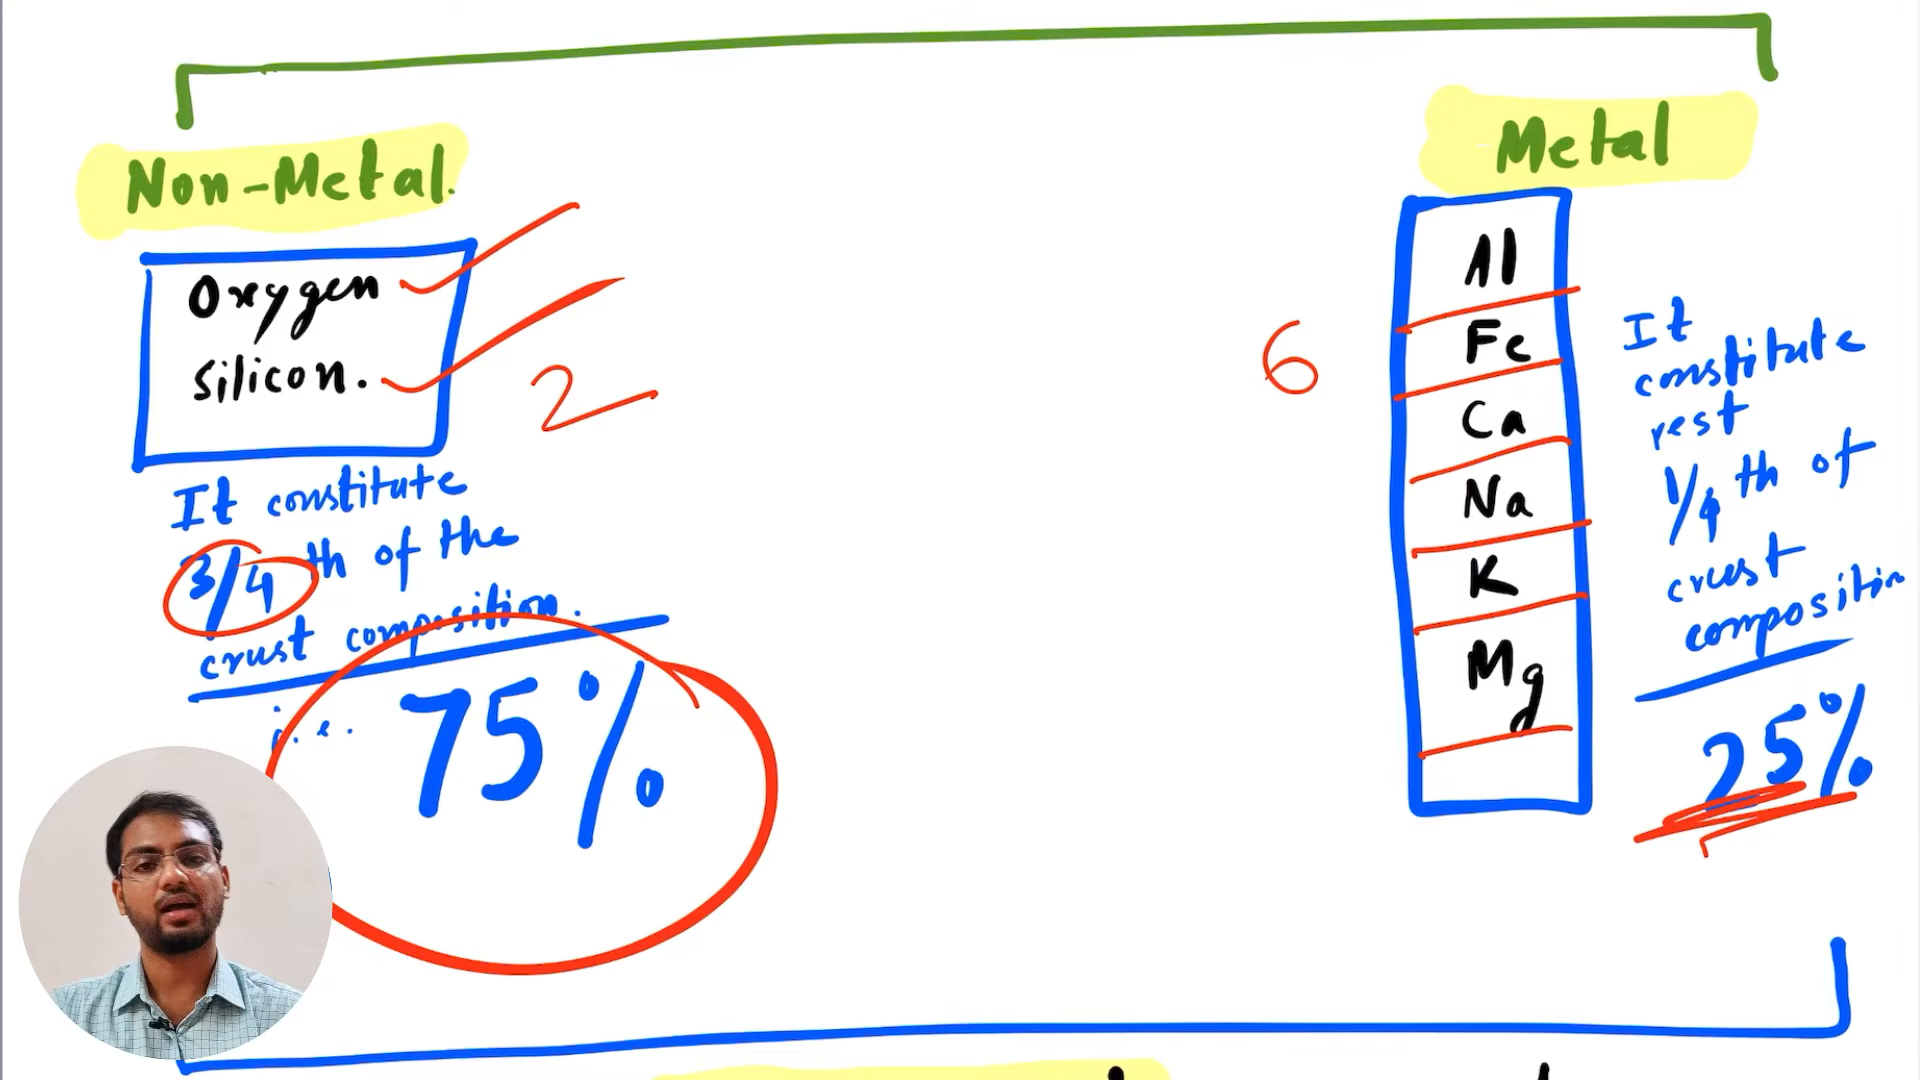 Non-Metal.
Oxygen
Silicon.
2
It constitute
3/4 th of the
crust composition.
i.e. 75%
Metal
6
Al
Fe
Ca
Na
K
Mg
It
constitute
rest
1/4 th of
crust
composition
25%